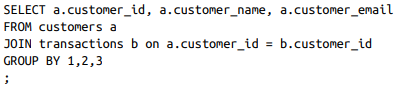 SELECT a.customer_id, a.customer_name, a.customer_email
FROM customers a
JOIN transactions b on a.customer_id = b.customer_id
GROUP BY 1,2,3
;